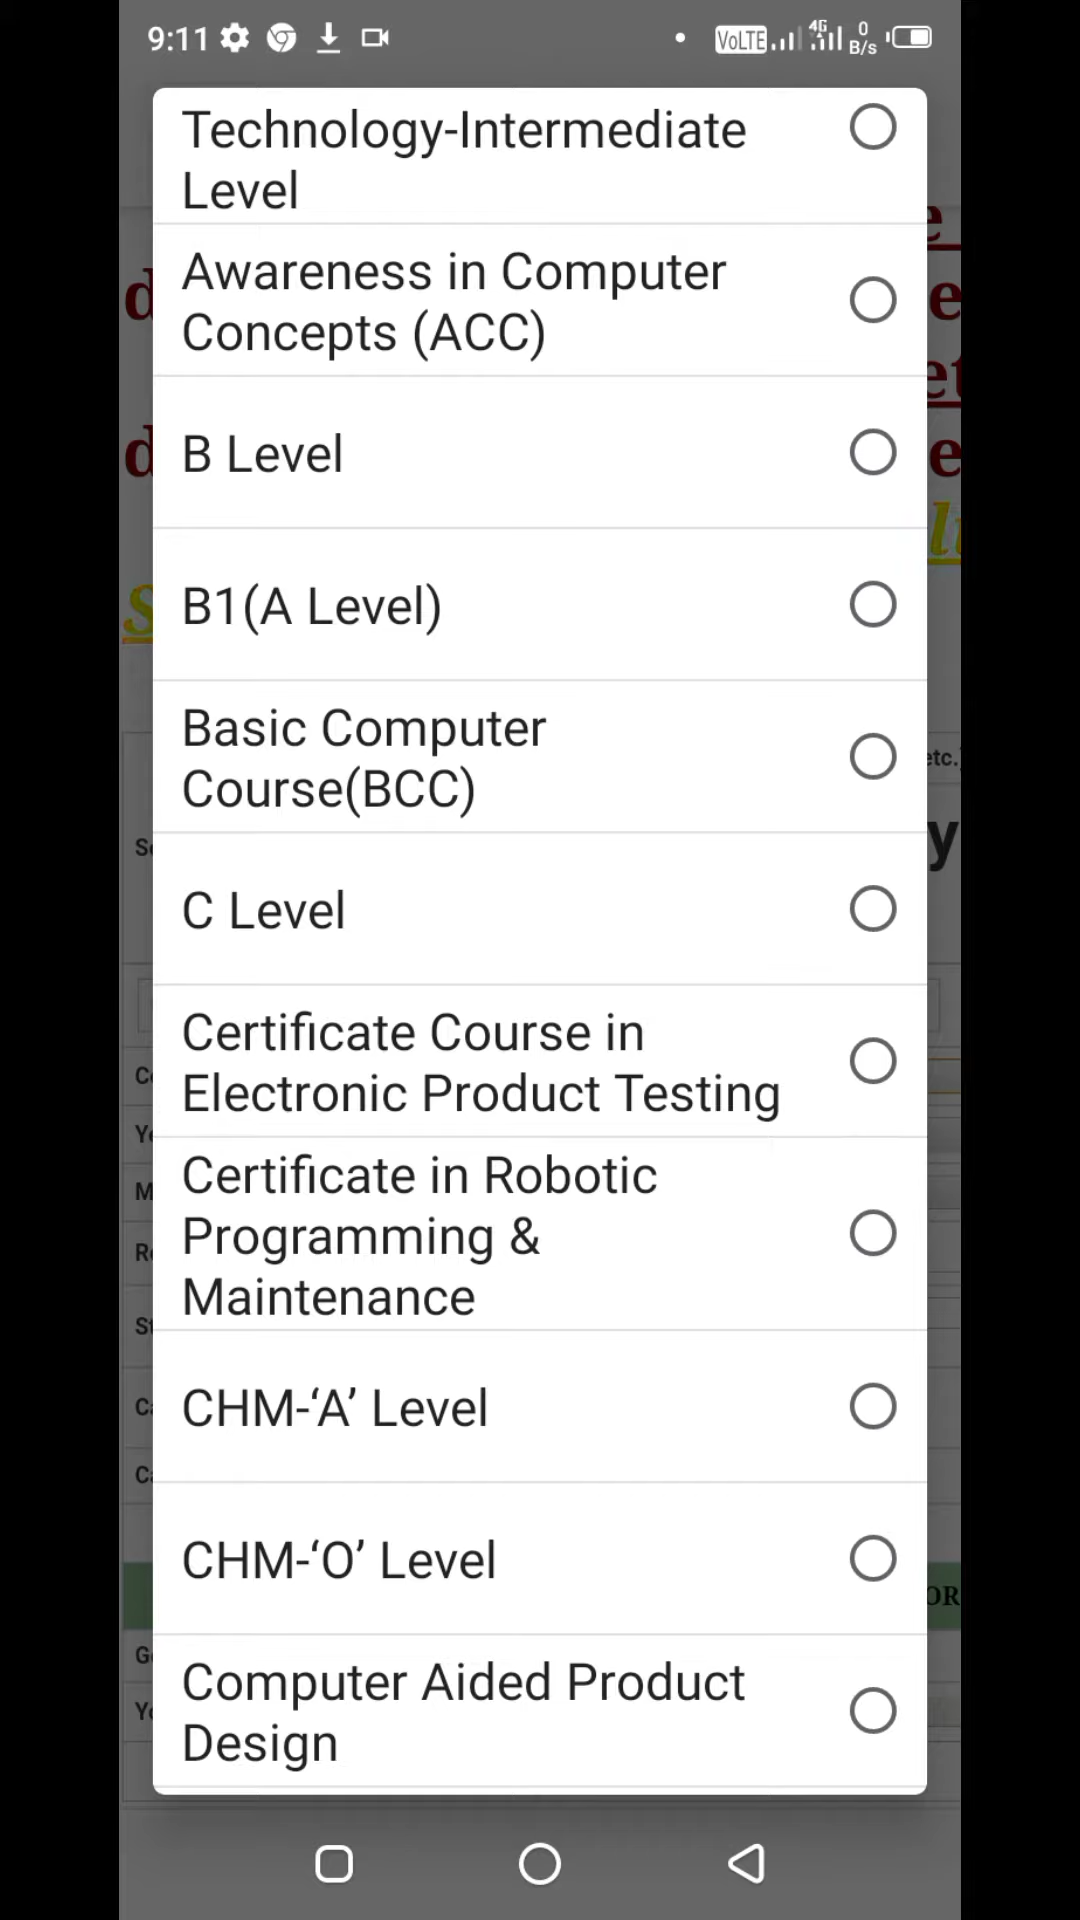 9:11
VoLTE 4G 0 B/s
Technology-Intermediate
Level
Awareness in Computer
Concepts (ACC)
B Level
B1(A Level)
Basic Computer
Course(BCC)
C Level
Certificate Course in
Electronic Product Testing
Certificate in Robotic
Programming &
Maintenance
CHM-‘A’ Level
CHM-‘O’ Level
Computer Aided Product
Design